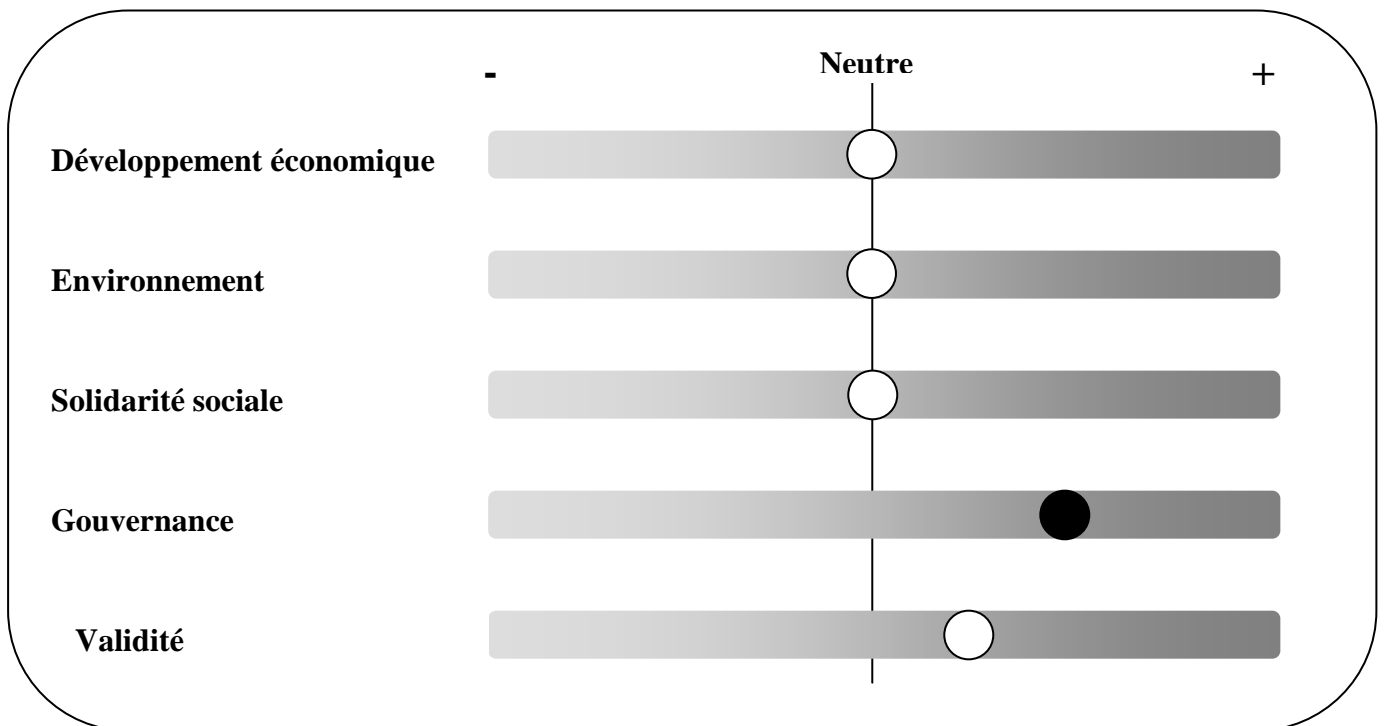 - Neutre +
Développement économique
Environnement
Solidarité sociale
Gouvernance
Validité